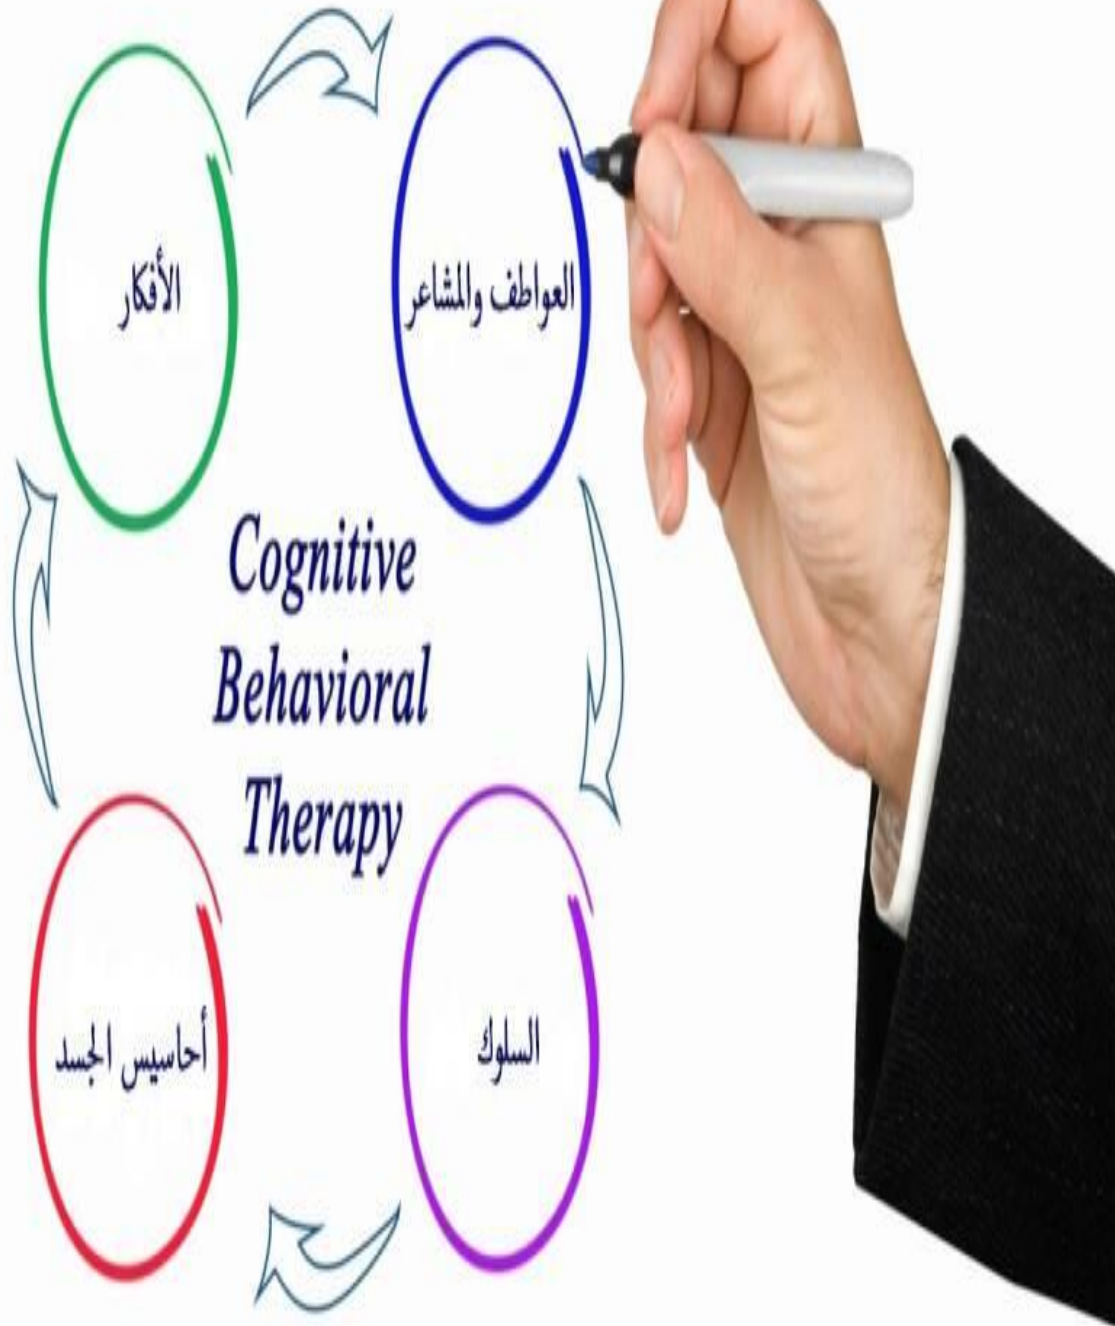 الأفكار
العواطف والمشاعر
Cognitive
Behavioral
Therapy
أحاسيس الجسد
السلوك